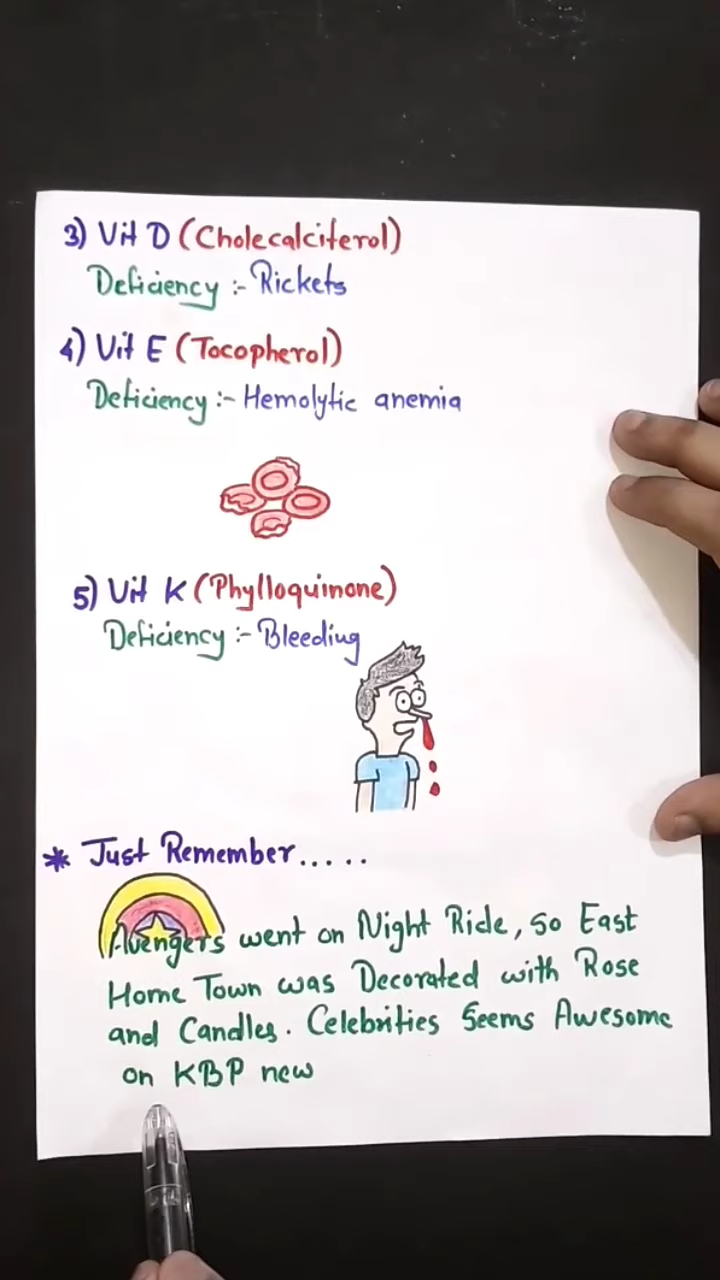 3) Vit D (Cholecalciferol)
Deficiency :- Rickets
4) Vit E (Tocopherol)
Deficiency :- Hemolytic anemia
5) Vit K (Phylloquinone)
Deficiency :- Bleeding
* Just Remember.....
Avengers went on Night Ride, so East
Home Town was Decorated with Rose
and Candles. Celebrities Seems Awesome
on KBP new